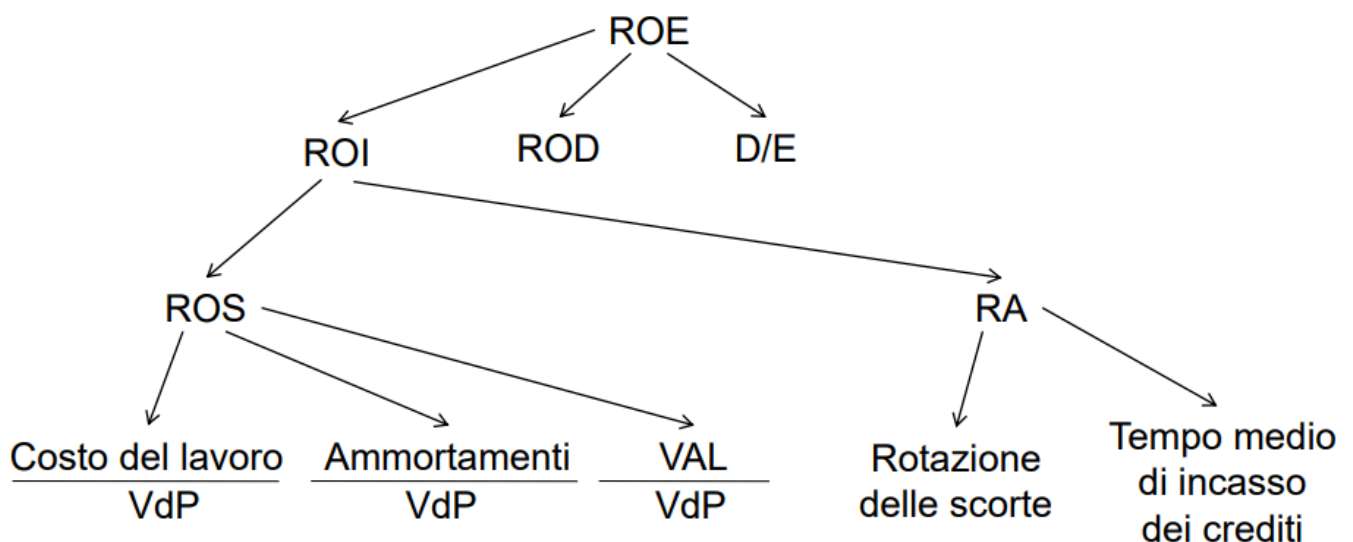 ROE
ROI
ROD
D/E
ROS
RA
Costo del lavoro
VdP
Ammortamenti
VdP
VAL
VdP
Rotazione
delle scorte
Tempo medio
di incasso
dei crediti